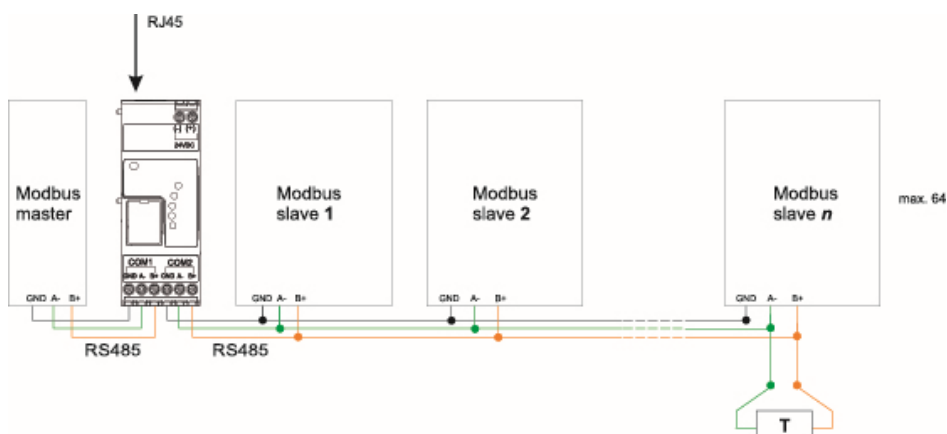 RJ45
(-) (+)
24VDC
Modbus
master
Modbus
slave 1
Modbus
slave 2
Modbus
slave n
max. 64
COM1 COM2
GND A- B+ GND A- B+
GND A- B+
GND A- B+
GND A- B+
GND A- B+
RS485
RS485
T